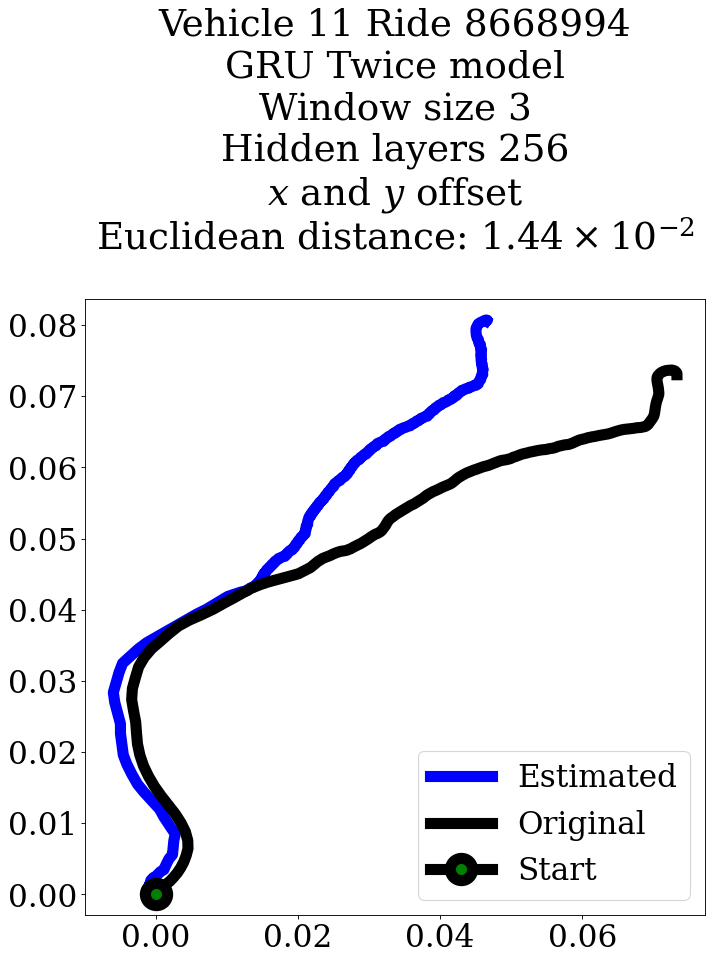 Vehicle 11 Ride 8668994
GRU Twice model
Window size 3
Hidden layers 256
x and y offset
Euclidean distance: 1.44 × 10⁻²
0.08
0.07
0.06
0.05
0.04
0.03
0.02
0.01
0.00
Estimated
Original
Start
0.00 0.02 0.04 0.06